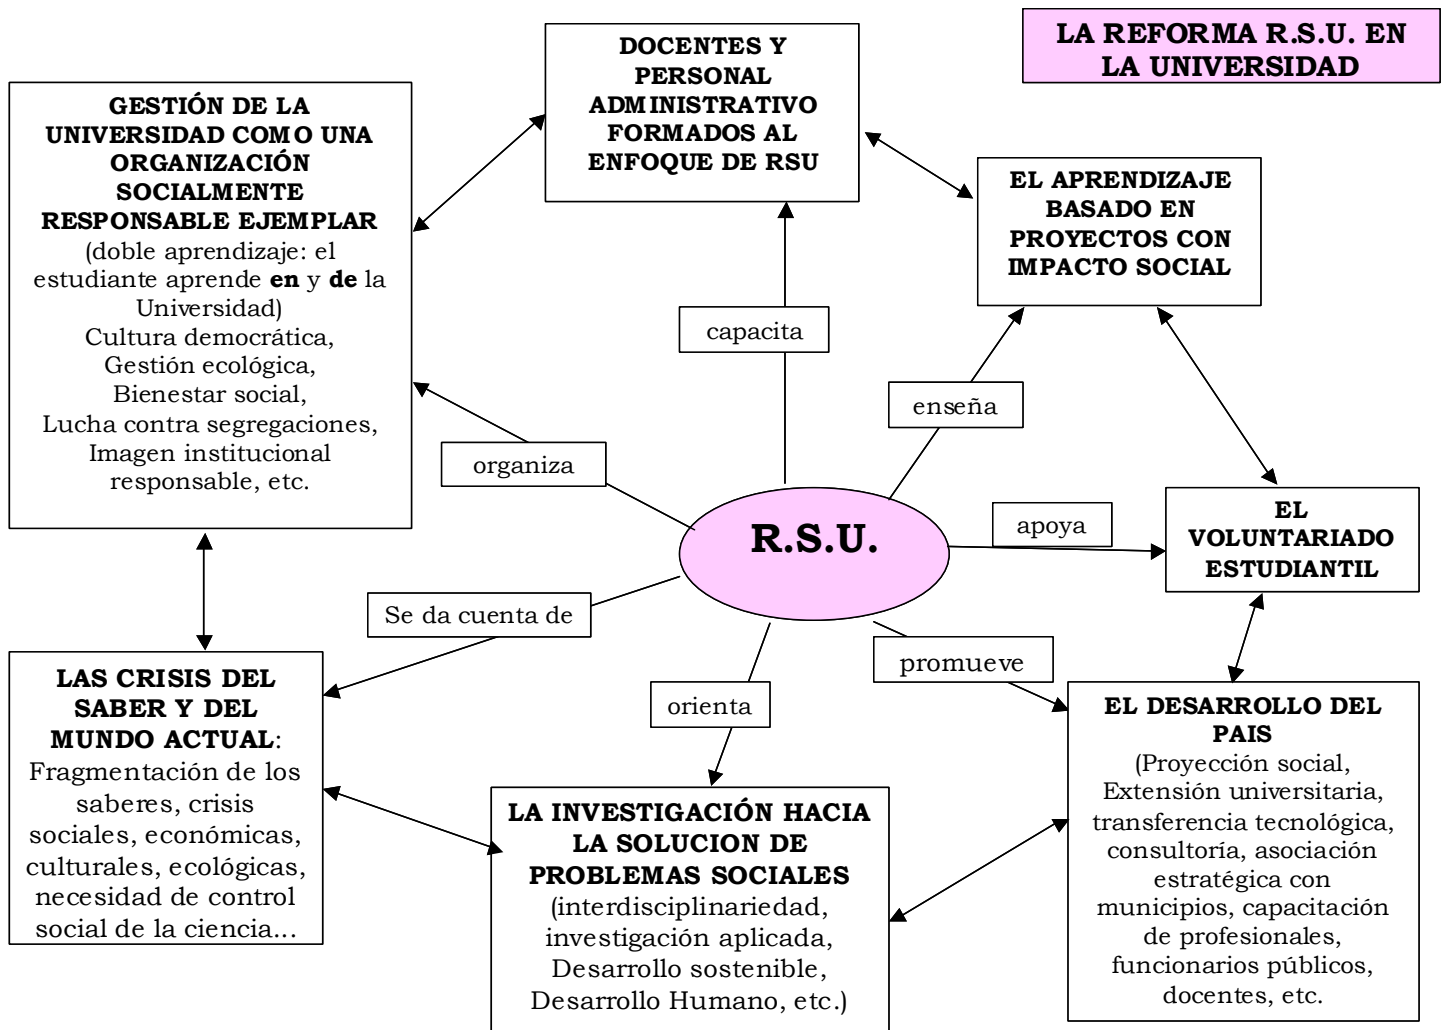 LA REFORMA R.S.U. EN
LA UNIVERSIDAD
DOCENTES Y
PERSONAL
ADMINISTRATIVO
FORMADOS AL
ENFOQUE DE RSU
GESTIÓN DE LA
UNIVERSIDAD COMO UNA
ORGANIZACIÓN
SOCIALMENTE
RESPONSABLE EJEMPLAR
(doble aprendizaje: el
estudiante aprende en y de la
Universidad)
Cultura democrática,
Gestión ecológica,
Bienestar social,
Lucha contra segregaciones,
Imagen institucional
responsable, etc.
EL APRENDIZAJE
BASADO EN
PROYECTOS CON
IMPACTO SOCIAL
capacita
enseña
organiza
R.S.U.
apoya
EL
VOLUNTARIADO
ESTUDIANTIL
Se da cuenta de
promueve
orienta
LAS CRISIS DEL
SABER Y DEL
MUNDO ACTUAL:
Fragmentación de los
saberes, crisis
sociales, económicas,
culturales, ecológicas,
necesidad de control
social de la ciencia...
LA INVESTIGACIÓN HACIA
LA SOLUCION DE
PROBLEMAS SOCIALES
(interdisciplinariedad,
investigación aplicada,
Desarrollo sostenible,
Desarrollo Humano, etc.)
EL DESARROLLO DEL
PAIS
(Proyección social,
Extensión universitaria,
transferencia tecnológica,
consultoría, asociación
estratégica con
municipios, capacitación
de profesionales,
funcionarios públicos,
docentes, etc.